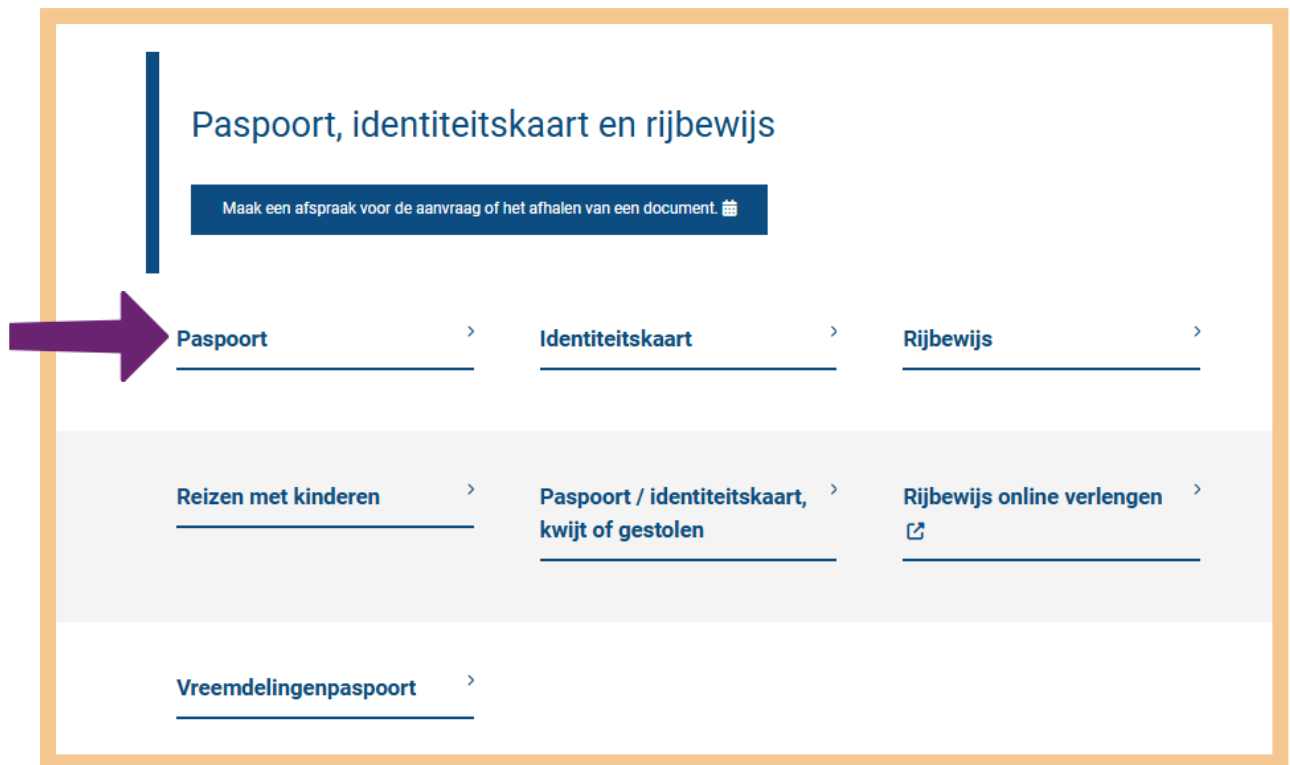 Paspoort, identiteitskaart en rijbewijs
Maak een afspraak voor de aanvraag of het afhalen van een document.
Paspoort
Identiteitskaart
Rijbewijs
Reizen met kinderen
Paspoort / identiteitskaart,
kwijt of gestolen
Rijbewijs online verlengen
Vreemdelingenpaspoort